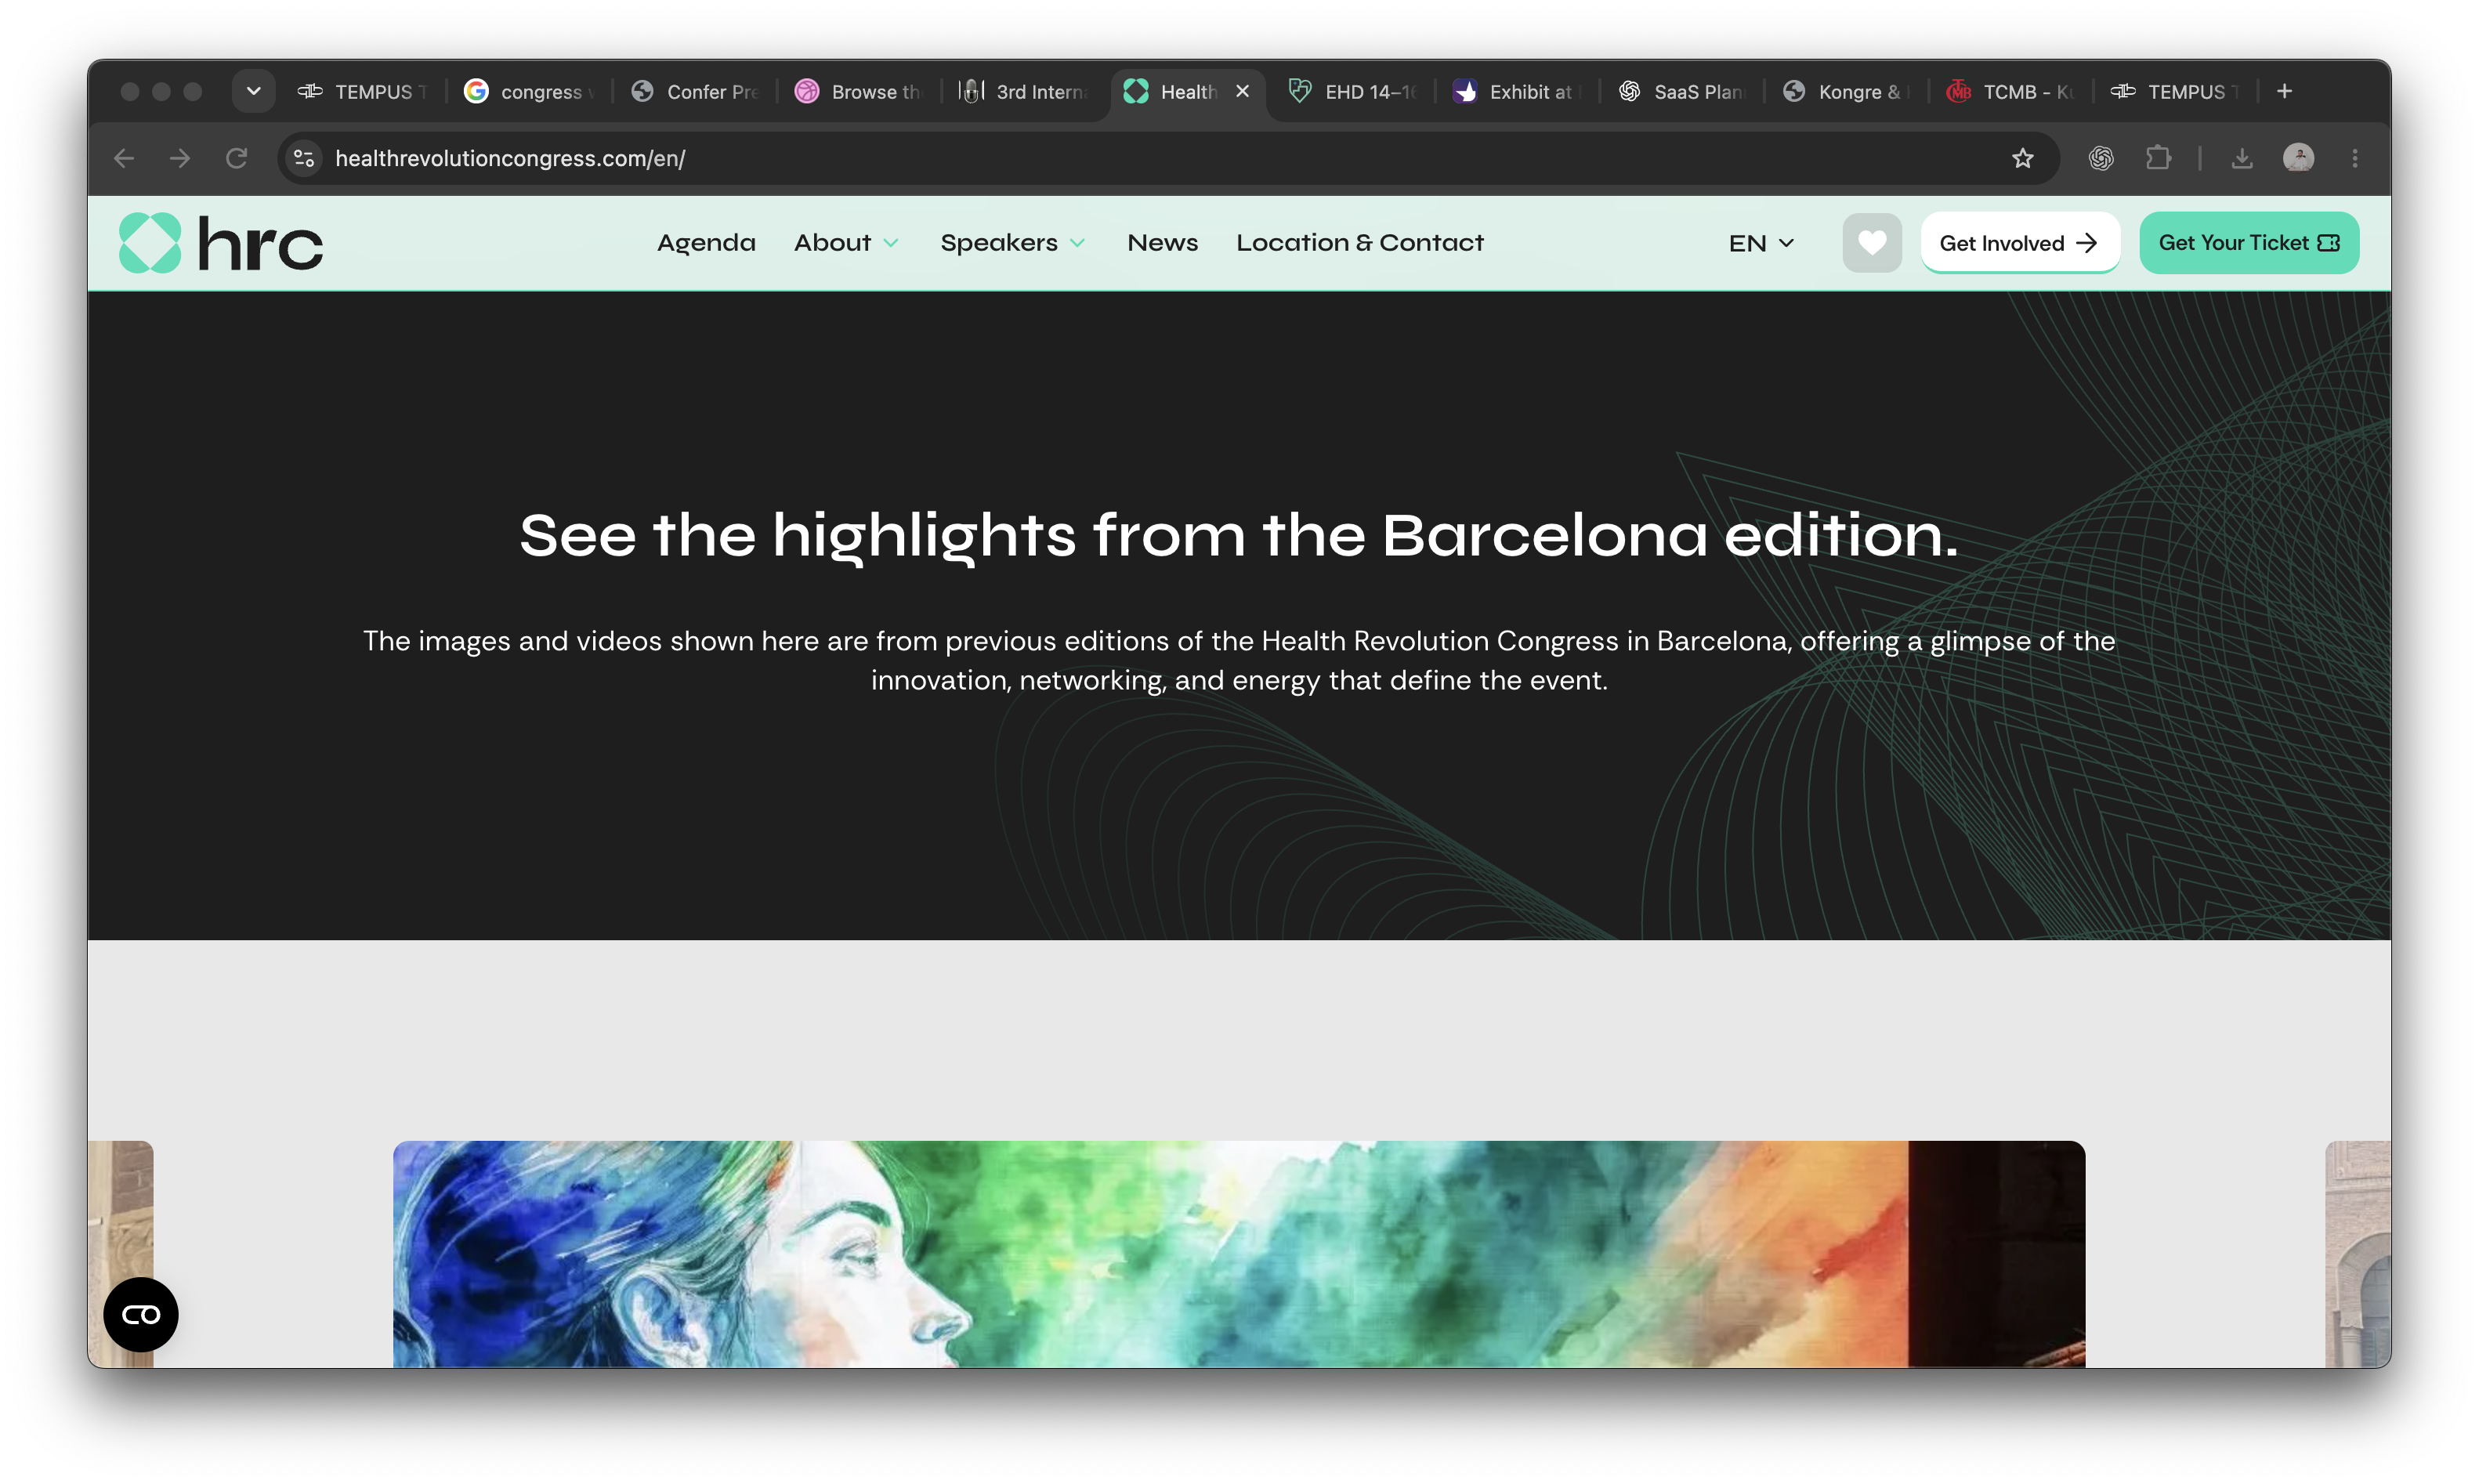 TEMPUS T
congress
Confer Pre
Browse th
3rd Intern
Health
EHD 14–16
Exhibit at
SaaS Plan
Kongre &
TCMB - Ku
TEMPUS T
healthrevolutioncongress.com/en/
hrc
Agenda
About
Speakers
News
Location & Contact
EN
Get Involved
Get Your Ticket
See the highlights from the Barcelona edition.
The images and videos shown here are from previous editions of the Health Revolution Congress in Barcelona, offering a glimpse of the
innovation, networking, and energy that define the event.